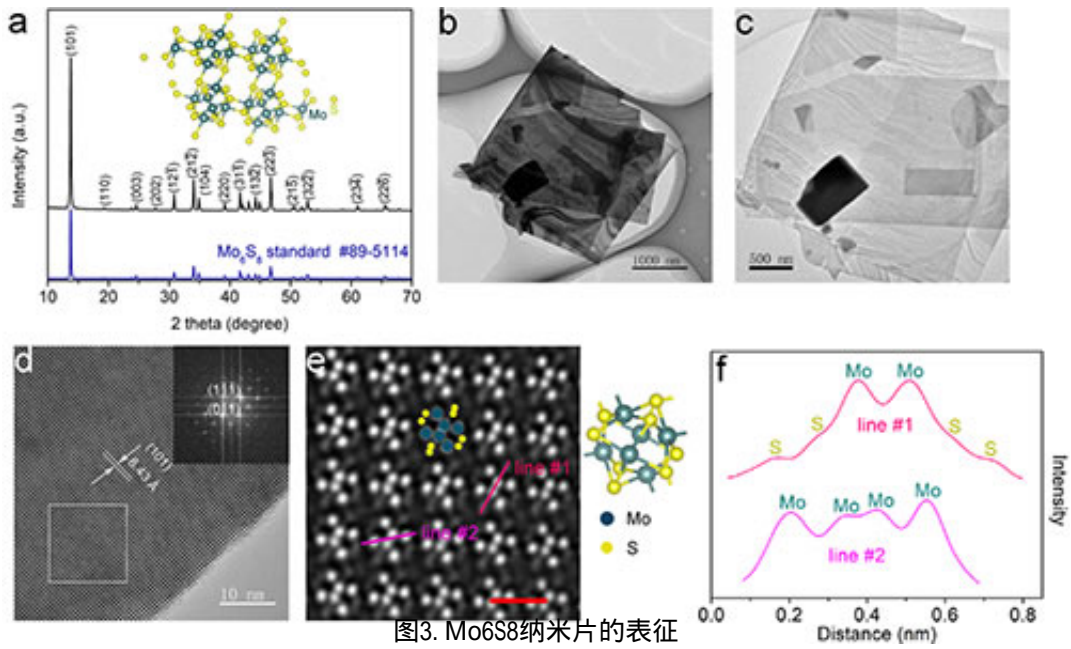 a
(101)
(110)
(003)
(202)
(121̄)
(212̄)
(104)
(220)
(311̄)
(132̄)
(223̄)
(215̄)
(322̄)
(234̄)
(226̄)
Mo
Intensity (a.u.)
Mo6S8 standard #89-5114
10 20 30 40 50 60 70
2 theta (degree)
b
1000 nm
c
500 nm
d
(101)
6.43 Å
10 nm
e
line #1
line #2
Mo
S
f
Mo Mo
S S S S
line #1
Mo Mo Mo Mo
line #2
Intensity
0.0 0.2 0.4 0.6 0.8
Distance (nm)
图3. Mo6S8纳米片的表征